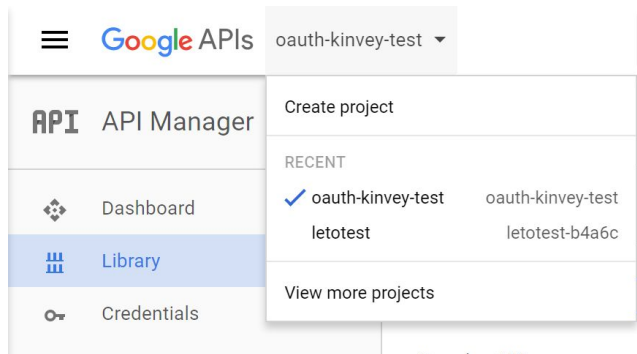 Google APIs oauth-kinvey-test
API API Manager
Create project
RECENT
oauth-kinvey-test oauth-kinvey-test
letotest letotest-b4a6c
View more projects
Dashboard
Library
Credentials